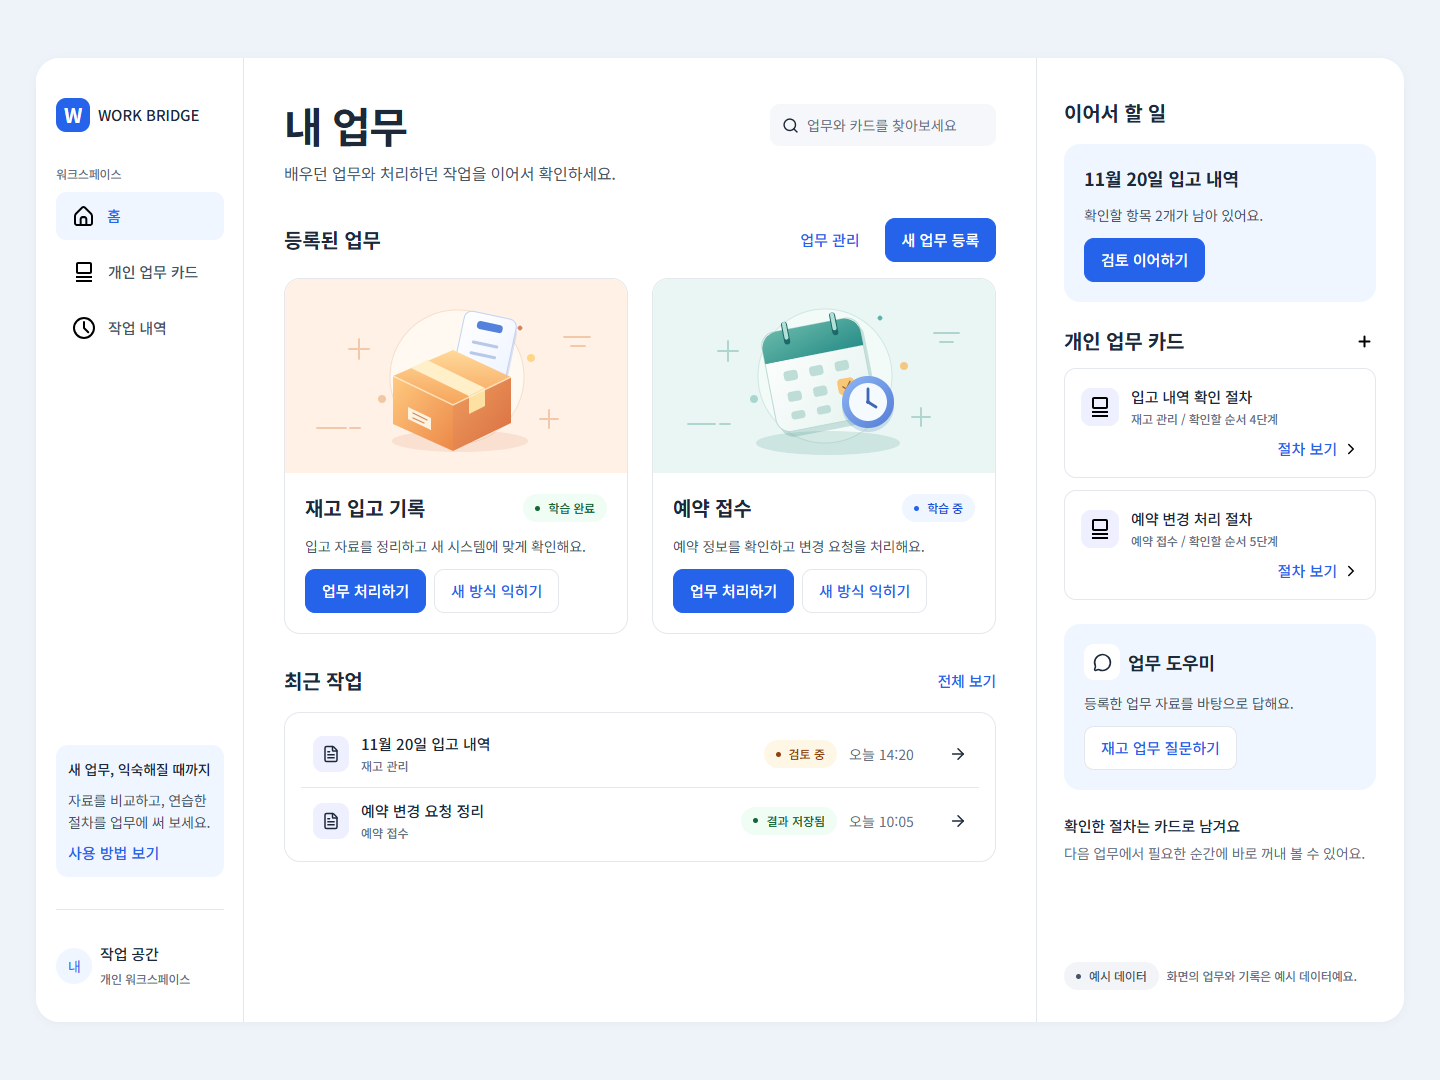 W WORK BRIDGE
워크스페이스
홈
개인 업무 카드
작업 내역
새 업무, 익숙해질 때까지
자료를 비교하고, 연습한
절차를 업무에 써 보세요.
사용 방법 보기
내
작업 공간
개인 워크스페이스
내 업무
업무와 카드를 찾아보세요
배우던 업무와 처리하던 작업을 이어서 확인하세요.
등록된 업무
업무 관리
새 업무 등록
재고 입고 기록
학습 완료
입고 자료를 정리하고 새 시스템에 맞게 확인해요.
업무 처리하기
새 방식 익히기
예약 접수
학습 중
예약 정보를 확인하고 변경 요청을 처리해요.
업무 처리하기
새 방식 익히기
최근 작업
전체 보기
11월 20일 입고 내역
재고 관리
검토 중
오늘 14:20
예약 변경 요청 정리
예약 접수
결과 저장됨
오늘 10:05
이어서 할 일
11월 20일 입고 내역
확인할 항목 2개가 남아 있어요.
검토 이어하기
개인 업무 카드
입고 내역 확인 절차
재고 관리 / 확인할 순서 4단계
절차 보기
예약 변경 처리 절차
예약 접수 / 확인할 순서 5단계
절차 보기
업무 도우미
등록한 업무 자료를 바탕으로 답해요.
재고 업무 질문하기
확인한 절차는 카드로 남겨요
다음 업무에서 필요한 순간에 바로 꺼내 볼 수 있어요.
예시 데이터
화면의 업무와 기록은 예시 데이터예요.